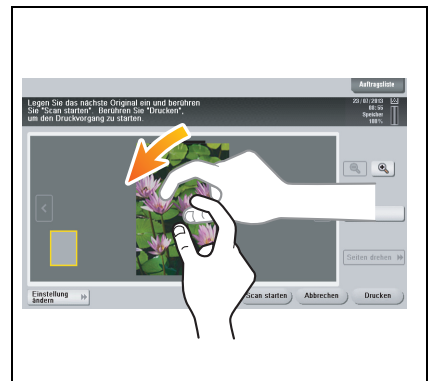 Auftragsliste
Legen Sie das nächste Original ein und berühren
Sie "Scan starten". Berühren Sie "Drucken",
um den Druckvorgang zu starten.
23/07/2013
08:55
Speicher
100%
Seiten drehen
Einstellung
ändern
Scan starten
Abbrechen
Drucken